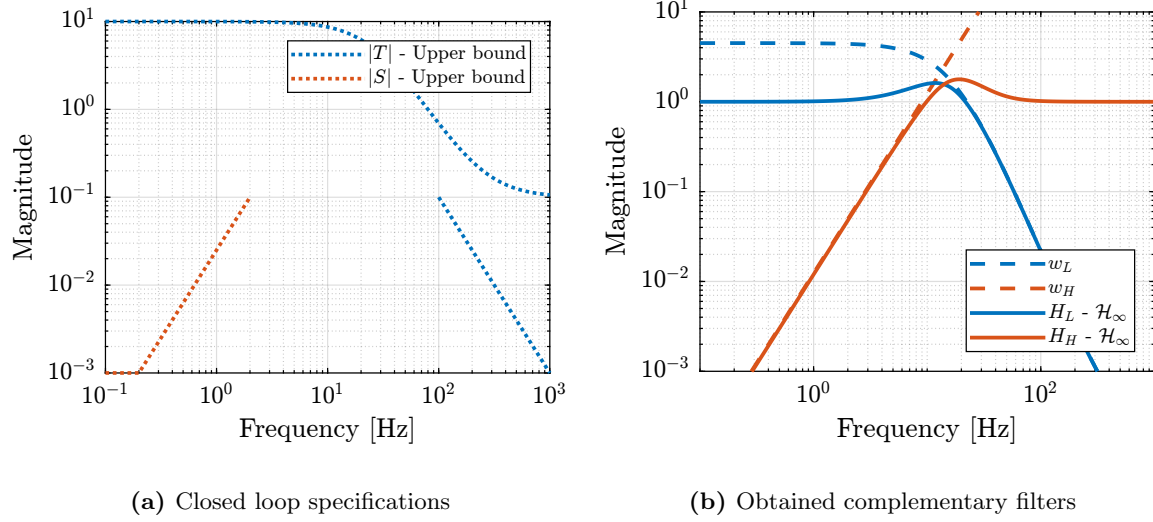 10^1
10^0
10^-1
10^-2
10^-3
Magnitude
|T| - Upper bound
|S| - Upper bound
10^-1 10^0 10^1 10^2 10^3
Frequency [Hz]
(a) Closed loop specifications
10^1
10^0
10^-1
10^-2
10^-3
Magnitude
w_L
w_H
H_L - ℋ_∞
H_H - ℋ_∞
10^0 10^2
Frequency [Hz]
(b) Obtained complementary filters